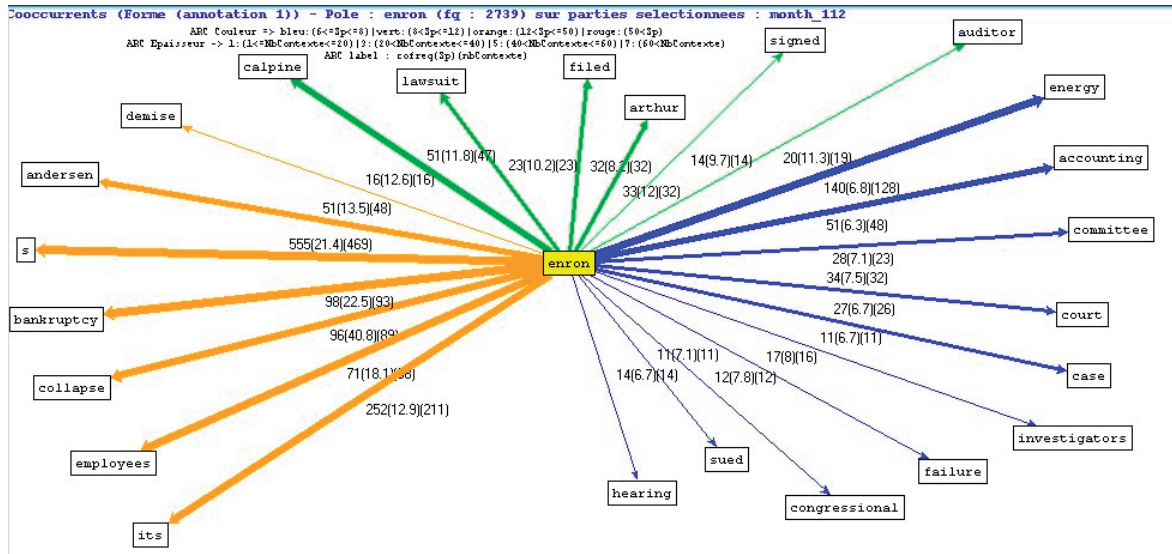 Cooccurrents (Forme (annotation 1)) - Pole : enron (fq : 2739) sur parties selectionnees : month_112
ARC Couleur => bleu:(6<=Sp<=8)|vert:(8<Sp<=12)|orange:(12<Sp<=50)|rouge:(50<Sp)
ARC Epaisseur -> 1:(1<=NbContexte<=20)|3:(20<NbContexte<=40)|5:(40<NbContexte<=60)|7:(60<NbContexte)
ARC label : cofreq(Sp)(nbContexte)
signed
auditor
calpine
lawsuit
filed
arthur
energy
demise
accounting
andersen
51(11.8)(47)
23(10.2)(23)
32(8.2)(32)
14(9.7)(14)
20(11.3)(19)
16(12.6)(16)
33(12)(32)
140(6.8)(128)
51(13.5)(48)
51(6.3)(48)
committee
s
555(21.4)(469)
enron
28(7.1)(23)
34(7.5)(32)
bankruptcy
98(22.5)(93)
27(6.7)(26)
court
96(40.8)(89)
11(6.7)(11)
collapse
71(18.1)
11(7.1)(11)
17(8)(16)
14(6.7)(14)
12(7.8)(12)
case
252(12.9)(211)
investigators
employees
sued
failure
hearing
congressional
its